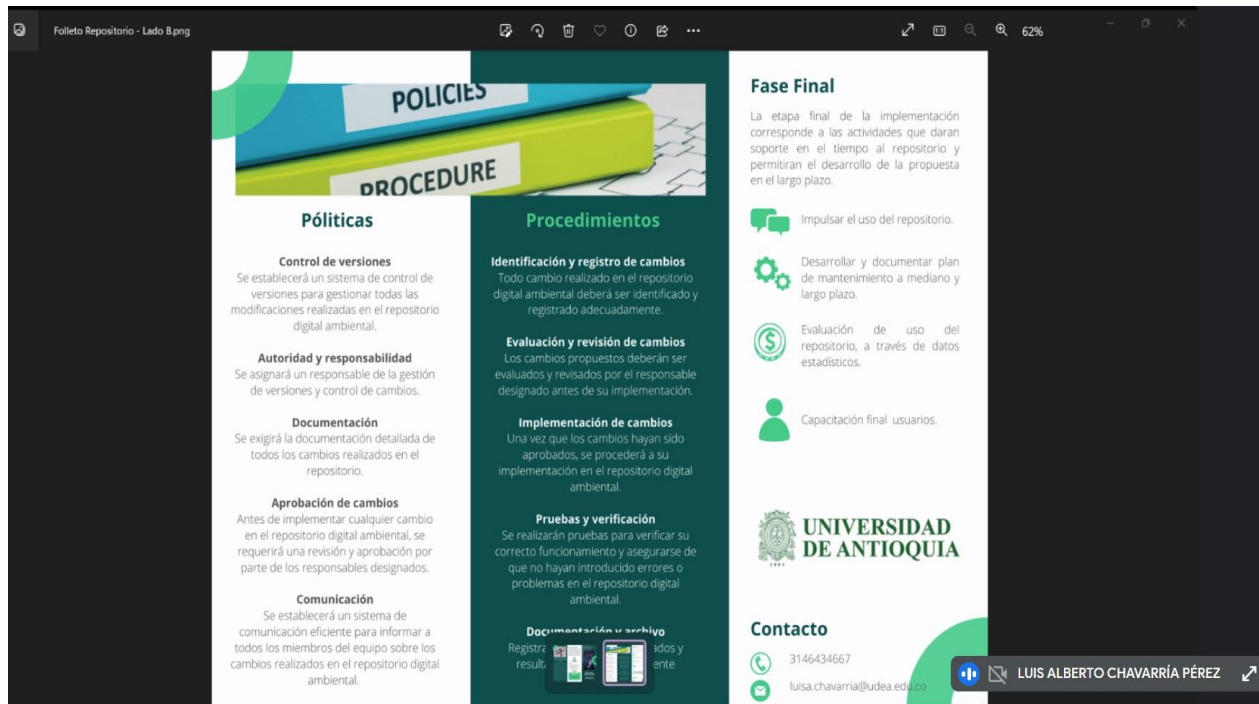 Folleto Repositorio - Lado B.png
62%
POLICIES
PROCEDURE
Póliticas
Control de versiones
Se establecerá un sistema de control de
versiones para gestionar todas las
modificaciones realizadas en el repositorio
digital ambiental.
Autoridad y responsabilidad
Se asignará un responsable de la gestión
de versiones y control de cambios.
Documentación
Se exigirá la documentación detallada de
todos los cambios realizados en el
repositorio.
Aprobación de cambios
Antes de implementar cualquier cambio
en el repositorio digital ambiental, se
requerirá una revisión y aprobación por
parte de los responsables designados.
Comunicación
Se establecerá un sistema de
comunicación eficiente para informar a
todos los miembros del equipo sobre los
cambios realizados en el repositorio digital
ambiental.
Procedimientos
Identificación y registro de cambios
Todo cambio realizado en el repositorio
digital ambiental deberá ser identificado y
registrado adecuadamente.
Evaluación y revisión de cambios
Los cambios propuestos deberán ser
evaluados y revisados por el responsable
designado antes de su implementación.
Implementación de cambios
Una vez que los cambios hayan sido
aprobados, se procederá a su
implementación en el repositorio digital
ambiental.
Pruebas y verificación
Se realizarán pruebas para verificar su
correcto funcionamiento y asegurarse de
que no hayan introducido errores o
problemas en el repositorio digital
ambiental.
Documentación y archivo
Fase Final
La etapa final de la implementación
corresponde a las actividades que daran
soporte en el tiempo al repositorio y
permitiran el desarrollo de la propuesta
en el largo plazo.
Impulsar el uso del repositorio.
Desarrollar y documentar plan
de mantenimiento a mediano y
largo plazo.
Evaluación de uso del
repositorio, a través de datos
estadísticos.
Capacitación final usuarios.
UNIVERSIDAD
DE ANTIOQUIA
1803
Contacto
3146434667
luisa.chavarria@udea.edu.co
LUIS ALBERTO CHAVARRÍA PÉREZ